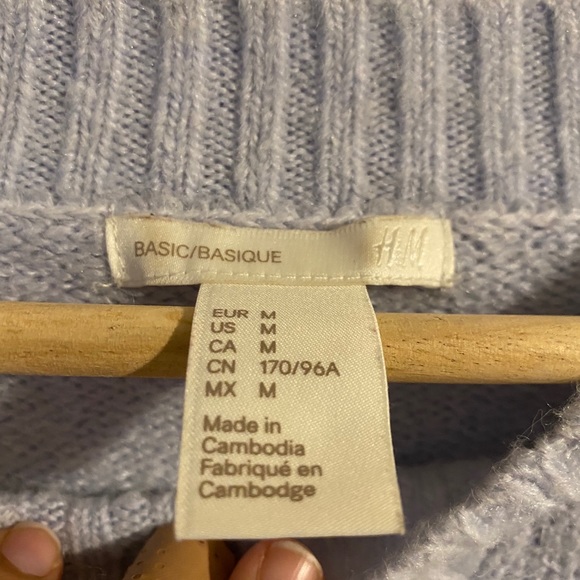 BASIC/BASIQUE H&M
EUR M
US M
CA M
CN 170/96A
MX M
Made in
Cambodia
Fabriqué en
Cambodge